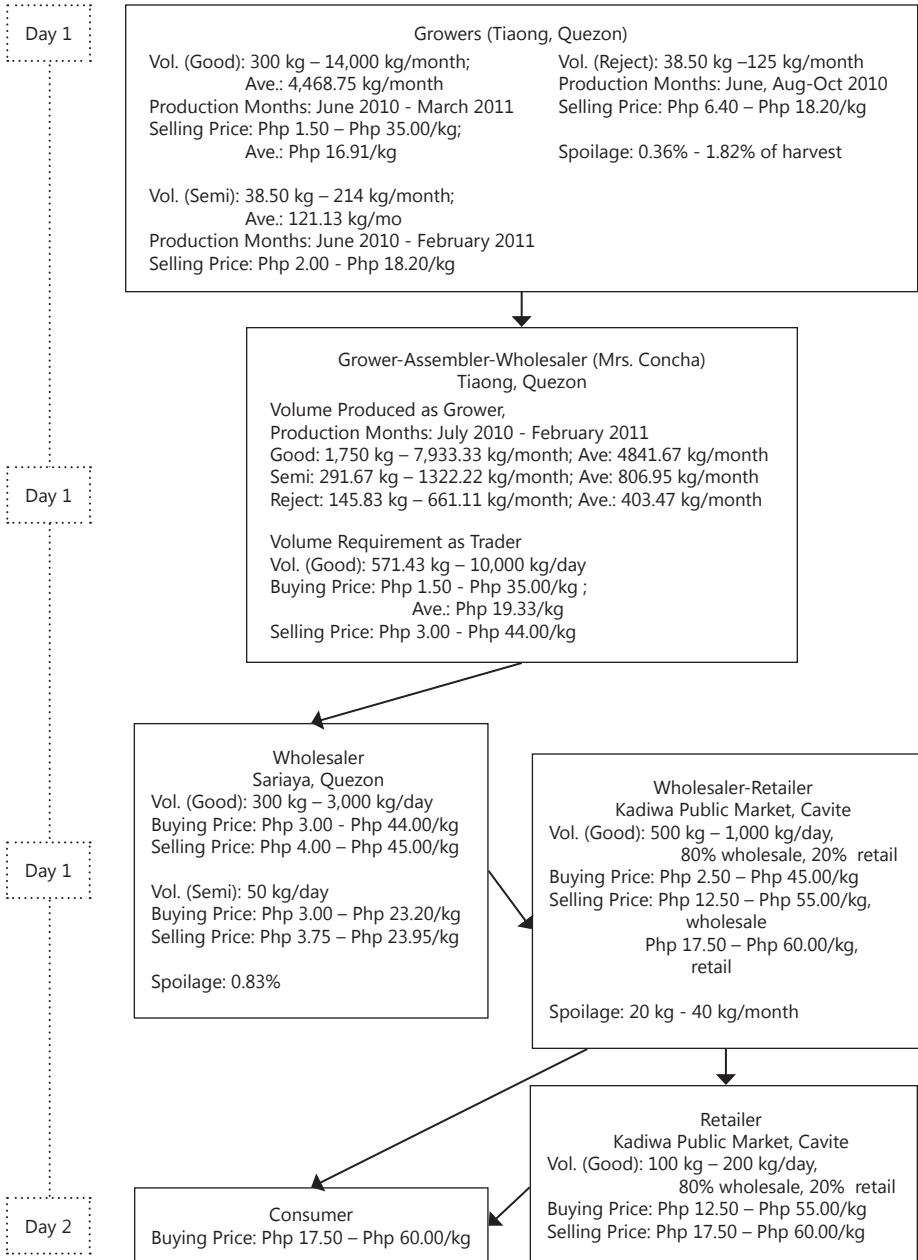 Day 1
Growers (Tiaong, Quezon)
Vol. (Good): 300 kg – 14,000 kg/month;
Ave.: 4,468.75 kg/month
Production Months: June 2010 - March 2011
Selling Price: Php 1.50 – Php 35.00/kg;
Ave.: Php 16.91/kg
Vol. (Semi): 38.50 kg – 214 kg/month;
Ave.: 121.13 kg/mo
Production Months: June 2010 - February 2011
Selling Price: Php 2.00 - Php 18.20/kg
Vol. (Reject): 38.50 kg –125 kg/month
Production Months: June, Aug-Oct 2010
Selling Price: Php 6.40 – Php 18.20/kg
Spoilage: 0.36% - 1.82% of harvest
Day 1
Grower-Assembler-Wholesaler (Mrs. Concha)
Tiaong, Quezon
Volume Produced as Grower,
Production Months: July 2010 - February 2011
Good: 1,750 kg – 7,933.33 kg/month; Ave: 4841.67 kg/month
Semi: 291.67 kg – 1322.22 kg/month; Ave: 806.95 kg/month
Reject: 145.83 kg – 661.11 kg/month; Ave.: 403.47 kg/month
Volume Requirement as Trader
Vol. (Good): 571.43 kg – 10,000 kg/day
Buying Price: Php 1.50 - Php 35.00/kg ;
Ave.: Php 19.33/kg
Selling Price: Php 3.00 - Php 44.00/kg
Day 1
Wholesaler
Sariaya, Quezon
Vol. (Good): 300 kg – 3,000 kg/day
Buying Price: Php 3.00 - Php 44.00/kg
Selling Price: Php 4.00 – Php 45.00/kg
Vol. (Semi): 50 kg/day
Buying Price: Php 3.00 – Php 23.20/kg
Selling Price: Php 3.75 – Php 23.95/kg
Spoilage: 0.83%
Wholesaler-Retailer
Kadiwa Public Market, Cavite
Vol. (Good): 500 kg – 1,000 kg/day,
80% wholesale, 20% retail
Buying Price: Php 2.50 – Php 45.00/kg
Selling Price: Php 12.50 – Php 55.00/kg,
wholesale
Php 17.50 – Php 60.00/kg,
retail
Spoilage: 20 kg - 40 kg/month
Retailer
Kadiwa Public Market, Cavite
Vol. (Good): 100 kg – 200 kg/day,
80% wholesale, 20% retail
Buying Price: Php 12.50 – Php 55.00/kg
Selling Price: Php 17.50 – Php 60.00/kg
Day 2
Consumer
Buying Price: Php 17.50 – Php 60.00/kg